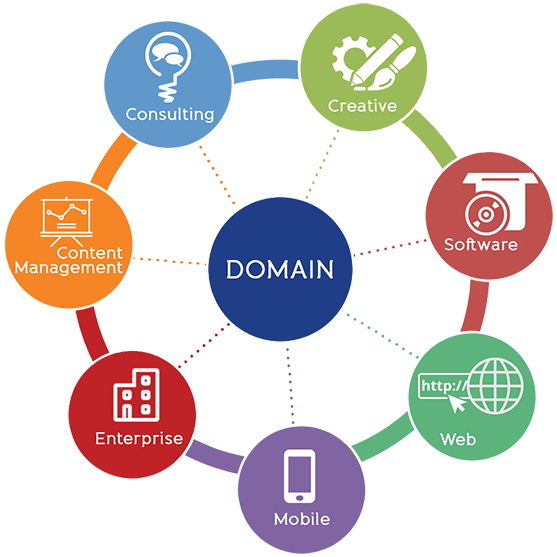 Consulting
Creative
Software
http://
Web
Mobile
Enterprise
Content
Management
DOMAIN